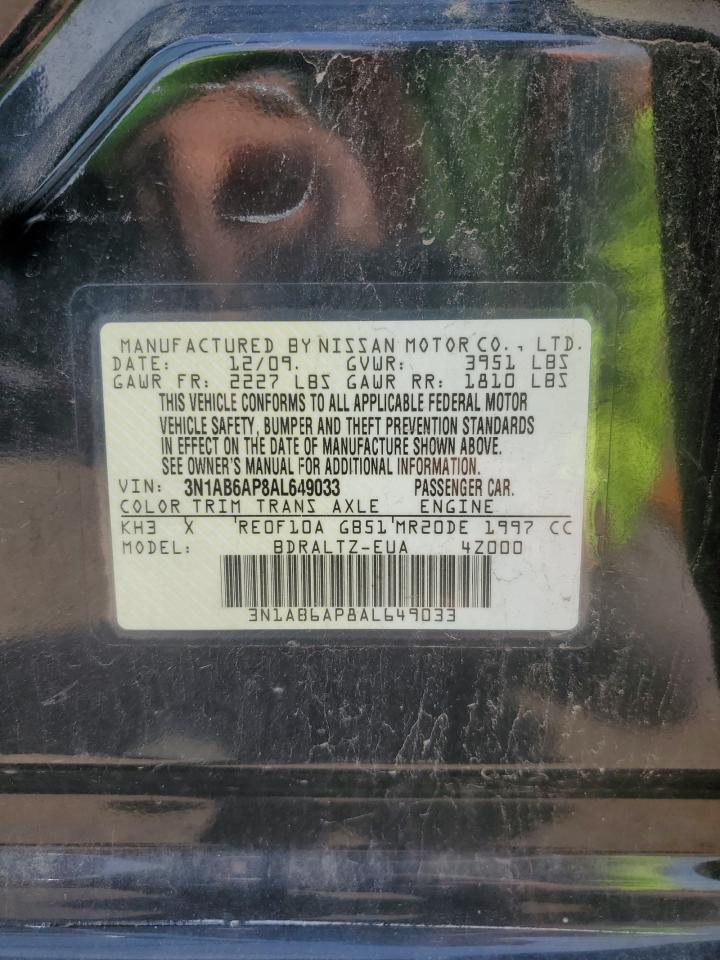 MANUFACTURED BY NISSAN MOTOR CO., LTD.
DATE: 12/09. GVWR: 3951 LBS
GAWR FR: 2227 LBS GAWR RR: 1810 LBS
THIS VEHICLE CONFORMS TO ALL APPLICABLE FEDERAL MOTOR
VEHICLE SAFETY, BUMPER AND THEFT PREVENTION STANDARDS
IN EFFECT ON THE DATE OF MANUFACTURE SHOWN ABOVE.
SEE OWNER'S MANUAL FOR ADDITIONAL INFORMATION.
VIN: 3N1AB6AP8AL649033 PASSENGER CAR.
COLOR TRIM TRANS AXLE ENGINE
KH3 X 'RE0F10A GB51'MR20DE 1997 CC
MODEL: BDRALTZ-EUA 4Z000
3N1AB6AP8AL649033